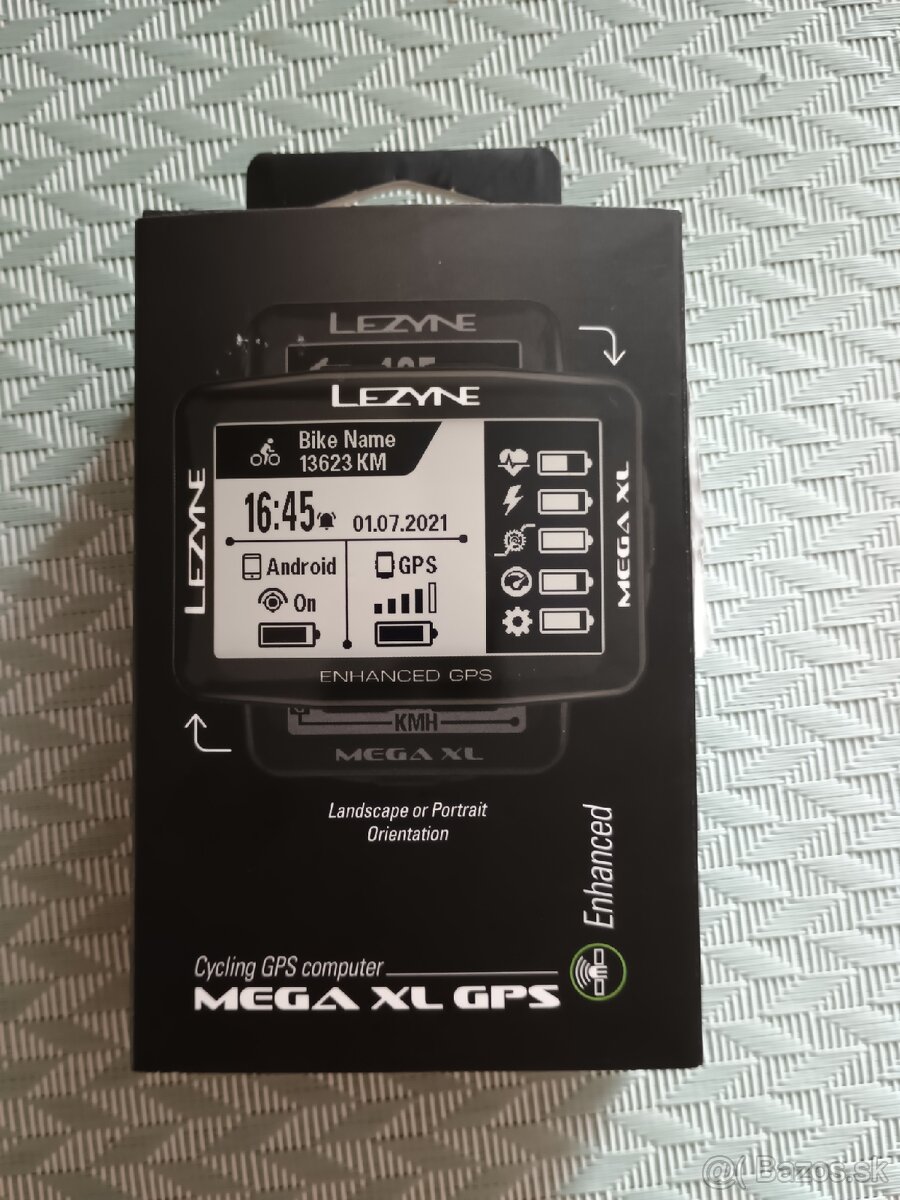 LEZYNE
LEZYNE
Bike Name
13623 KM
16:45
01.07.2021
Android
GPS
On
LEZYNE
MEGA XL
ENHANCED GPS
KMH
MEGA XL
Landscape or Portrait
Orientation
Enhanced
Cycling GPS computer
MEGA XL GPS
@( Bazos.sk